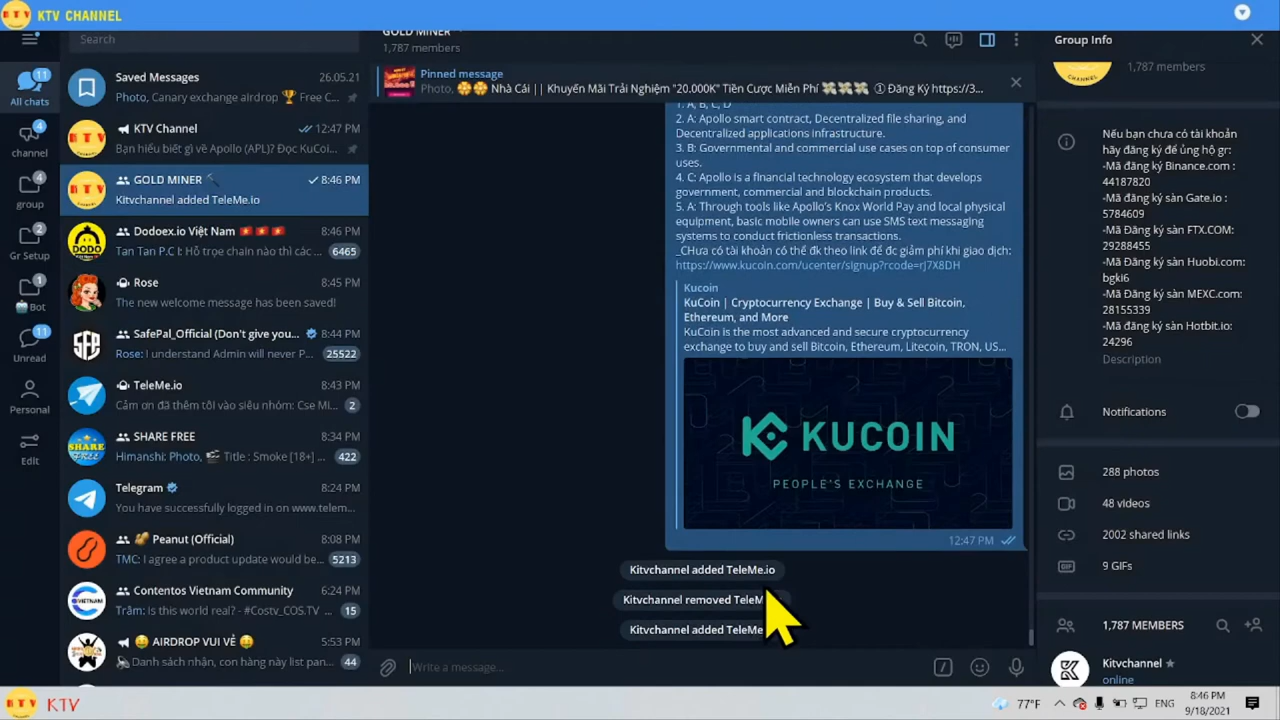 KTV CHANNEL
Search
GOLD MINER
1,787 members
Group Info
1,787 members
Pinned message
Photo, 🎲🎲 Nhà Cái || Khuyến Mãi Trải Nghiệm "20.000K" Tiền Cược Miễn Phí 💸💸💸 ① Đăng Ký https://3...
11
All chats
4
channel
4
group
2
Gr Setup
1
Bot
11
Unread
Personal
Edit
Saved Messages
26.05.21
Photo, Canary exchange airdrop 🏆 Free C...
KTV Channel
12:47 PM
Bạn hiểu biết gì về Apollo (APL)? Đọc KuCoi...
GOLD MINER
8:46 PM
Kitvchannel added TeleMe.io
Dodoex.io Việt Nam 🇻🇳 🇻🇳 🇻🇳
8:46 PM
Tan Tan P.C I: Hỗ trợ claim nào thì các ...
6465
Rose
8:45 PM
The new welcome message has been saved!
SafePal_Official (Don't give you...
8:44 PM
Rose: I understand Admin will never P...
25522
TeleMe.io
8:43 PM
Cảm ơn đã thêm tôi vào siêu nhóm: Cse Mi...
2
SHARE FREE
8:34 PM
Himanshi: Photo, 🎬 Title : Smoke [18+] ...
422
Telegram
8:24 PM
You have successfully logged in on www.telem...
🥜 Peanut (Official)
8:08 PM
TMC: I agree a product update would be...
5213
Contentos Vietnam Community
6:24 PM
Trâm: Is this world real? - #Costv_COS.TV
15
🤑 AIRDROP VUI VẺ 🤑
5:53 PM
Danh sách nhận, con hàng này list pan...
44
1. A, B, C, D
2. A: Apollo smart contract, Decentralized file sharing, and
Decentralized applications infrastructure.
3. B: Governmental and commercial use cases on top of consumer
uses.
4. C: Apollo is a financial technology ecosystem that develops
government, commercial and blockchain products.
5. A: Through tools like Apollo's Knox World Pay and local physical
equipment, basic mobile owners can use SMS text messaging
systems to conduct frictionless transactions.
_CHưa có tài khoản có thể đk theo link để đc giảm phí khi giao dịch:
https://www.kucoin.com/ucenter/signup?rcode=rJ7X8DH
Kucoin
KuCoin | Cryptocurrency Exchange | Buy & Sell Bitcoin,
Ethereum, and More
KuCoin is the most advanced and secure cryptocurrency
exchange to buy and sell Bitcoin, Ethereum, Litecoin, TRON, US...
KUCOIN
PEOPLE'S EXCHANGE
12:47 PM
Kitvchannel added TeleMe.io
Kitvchannel removed TeleM
Kitvchannel added TeleMe
Write a message...
Nếu bạn chưa có tài khoản
hãy đăng ký để ủng hộ gr:
-Mã đăng ký Binance.com :
44187820
-Mã đăng ký sàn Gate.io :
5784609
-Mã đăng ký sàn FTX.COM:
29288455
-Mã đăng ký sàn Huobi.com:
bgki6
-Mã Đăng ký sàn MEXC.com:
28155339
-Mã Đăng ký sàn Hotbit.io:
24296
Description
Notifications
288 photos
48 videos
2002 shared links
GIF
9 GIFs
1,787 MEMBERS
Kitvchannel
online
KTV
77°F
ENG
8:46 PM
9/18/2021